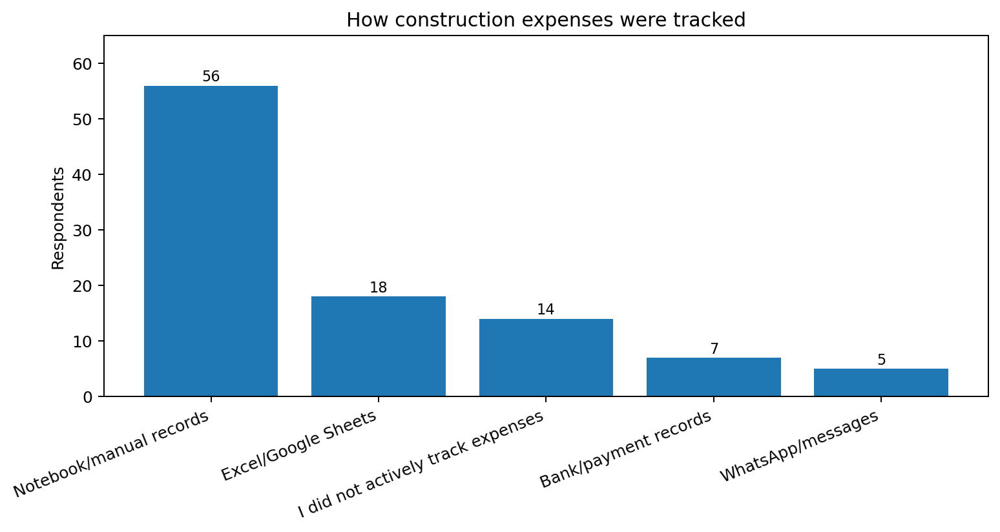 How construction expenses were tracked
Respondents
60
50
40
30
20
10
0
56
18
14
7
5
Notebook/manual records
Excel/Google Sheets
I did not actively track expenses
Bank/payment records
WhatsApp/messages